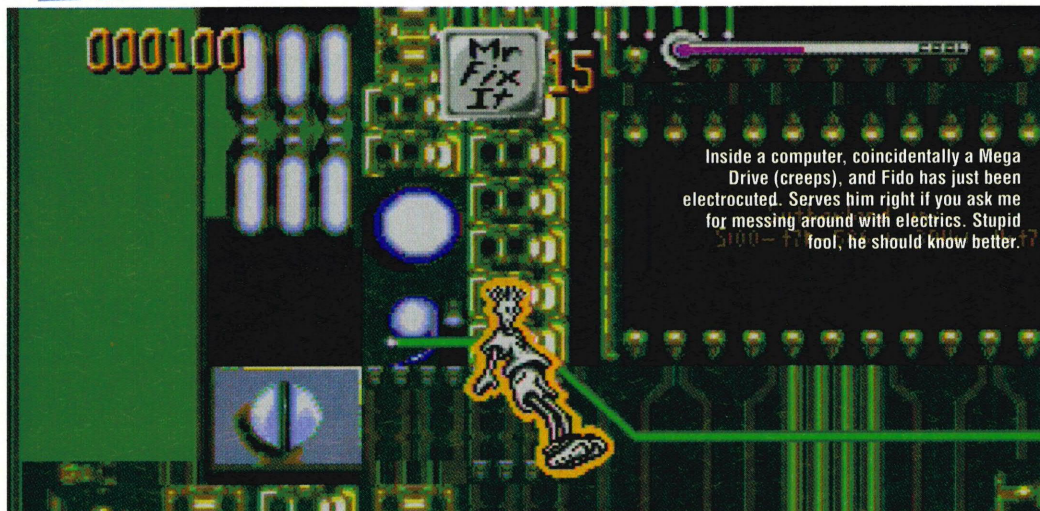 000100
Mr
Fix
It
15
COOL
Inside a computer, coincidentally a Mega
Drive (creeps), and Fido has just been
electrocuted. Serves him right if you ask me
for messing around with electrics. Stupid
fool, he should know better.